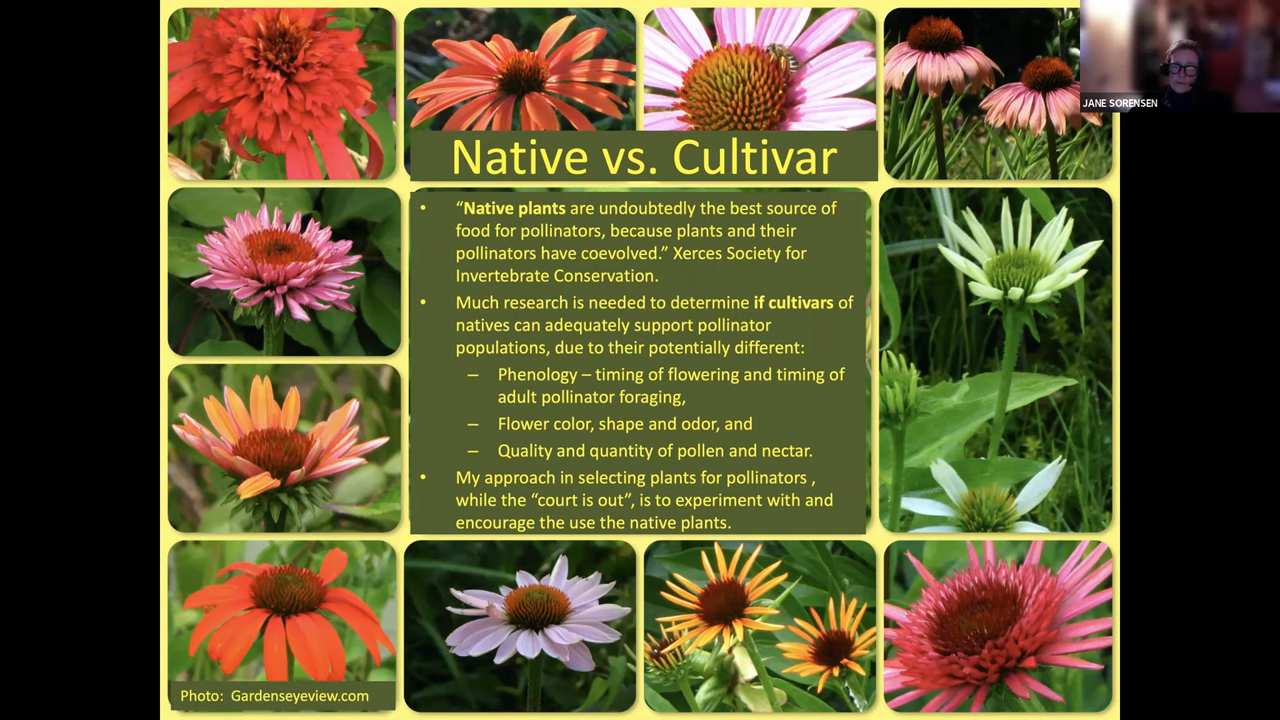 JANE SORENSEN
Native vs. Cultivar
• “Native plants are undoubtedly the best source of
food for pollinators, because plants and their
pollinators have coevolved.” Xerces Society for
Invertebrate Conservation.
• Much research is needed to determine if cultivars of
natives can adequately support pollinator
populations, due to their potentially different:
– Phenology – timing of flowering and timing of
adult pollinator foraging,
– Flower color, shape and odor, and
– Quality and quantity of pollen and nectar.
• My approach in selecting plants for pollinators ,
while the “court is out”, is to experiment with and
encourage the use the native plants.
Photo: Gardenseyeview.com